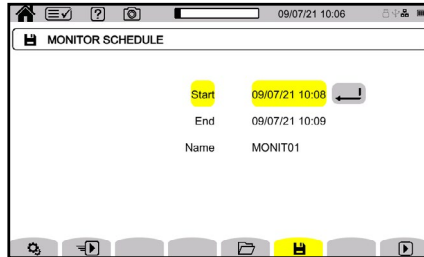 09/07/21 10:06
MONITOR SCHEDULE
Start 09/07/21 10:08
End 09/07/21 10:09
Name MONIT01